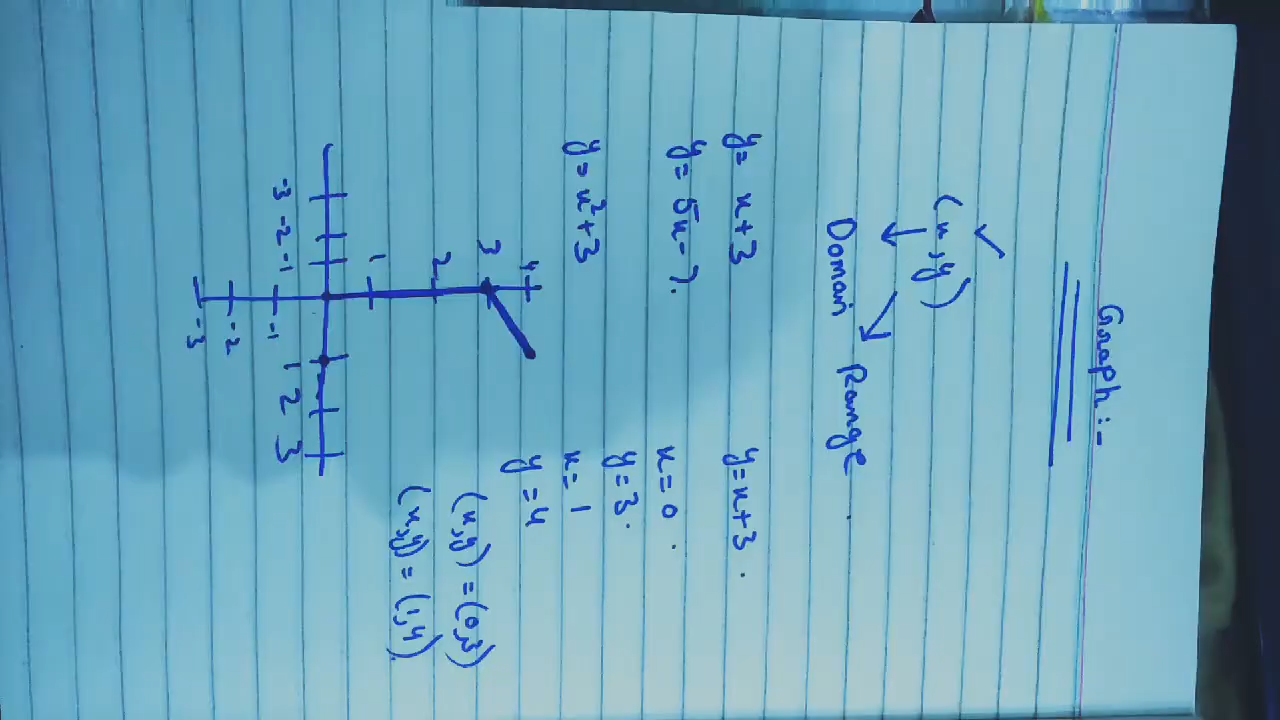 Graph :-
(x,y)
Domain Range.
y = x+3
y = 5x-7.
y = x²+3
y=x+3.
x=0.
y=3.
x=1
y=4
(x,y) = (0,3)
(x,y) = (1,4).
4
3
2
1
-3 -2 -1 1 2 3
-1
-2
-3